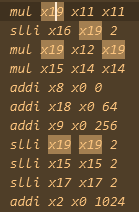 mul x19 x11 x11
slli x16 x19 2
mul x19 x12 x19
mul x15 x14 x14
addi x8 x0 0
addi x18 x0 64
addi x9 x0 256
slli x19 x19 2
slli x15 x15 2
slli x17 x17 2
addi x2 x0 1024